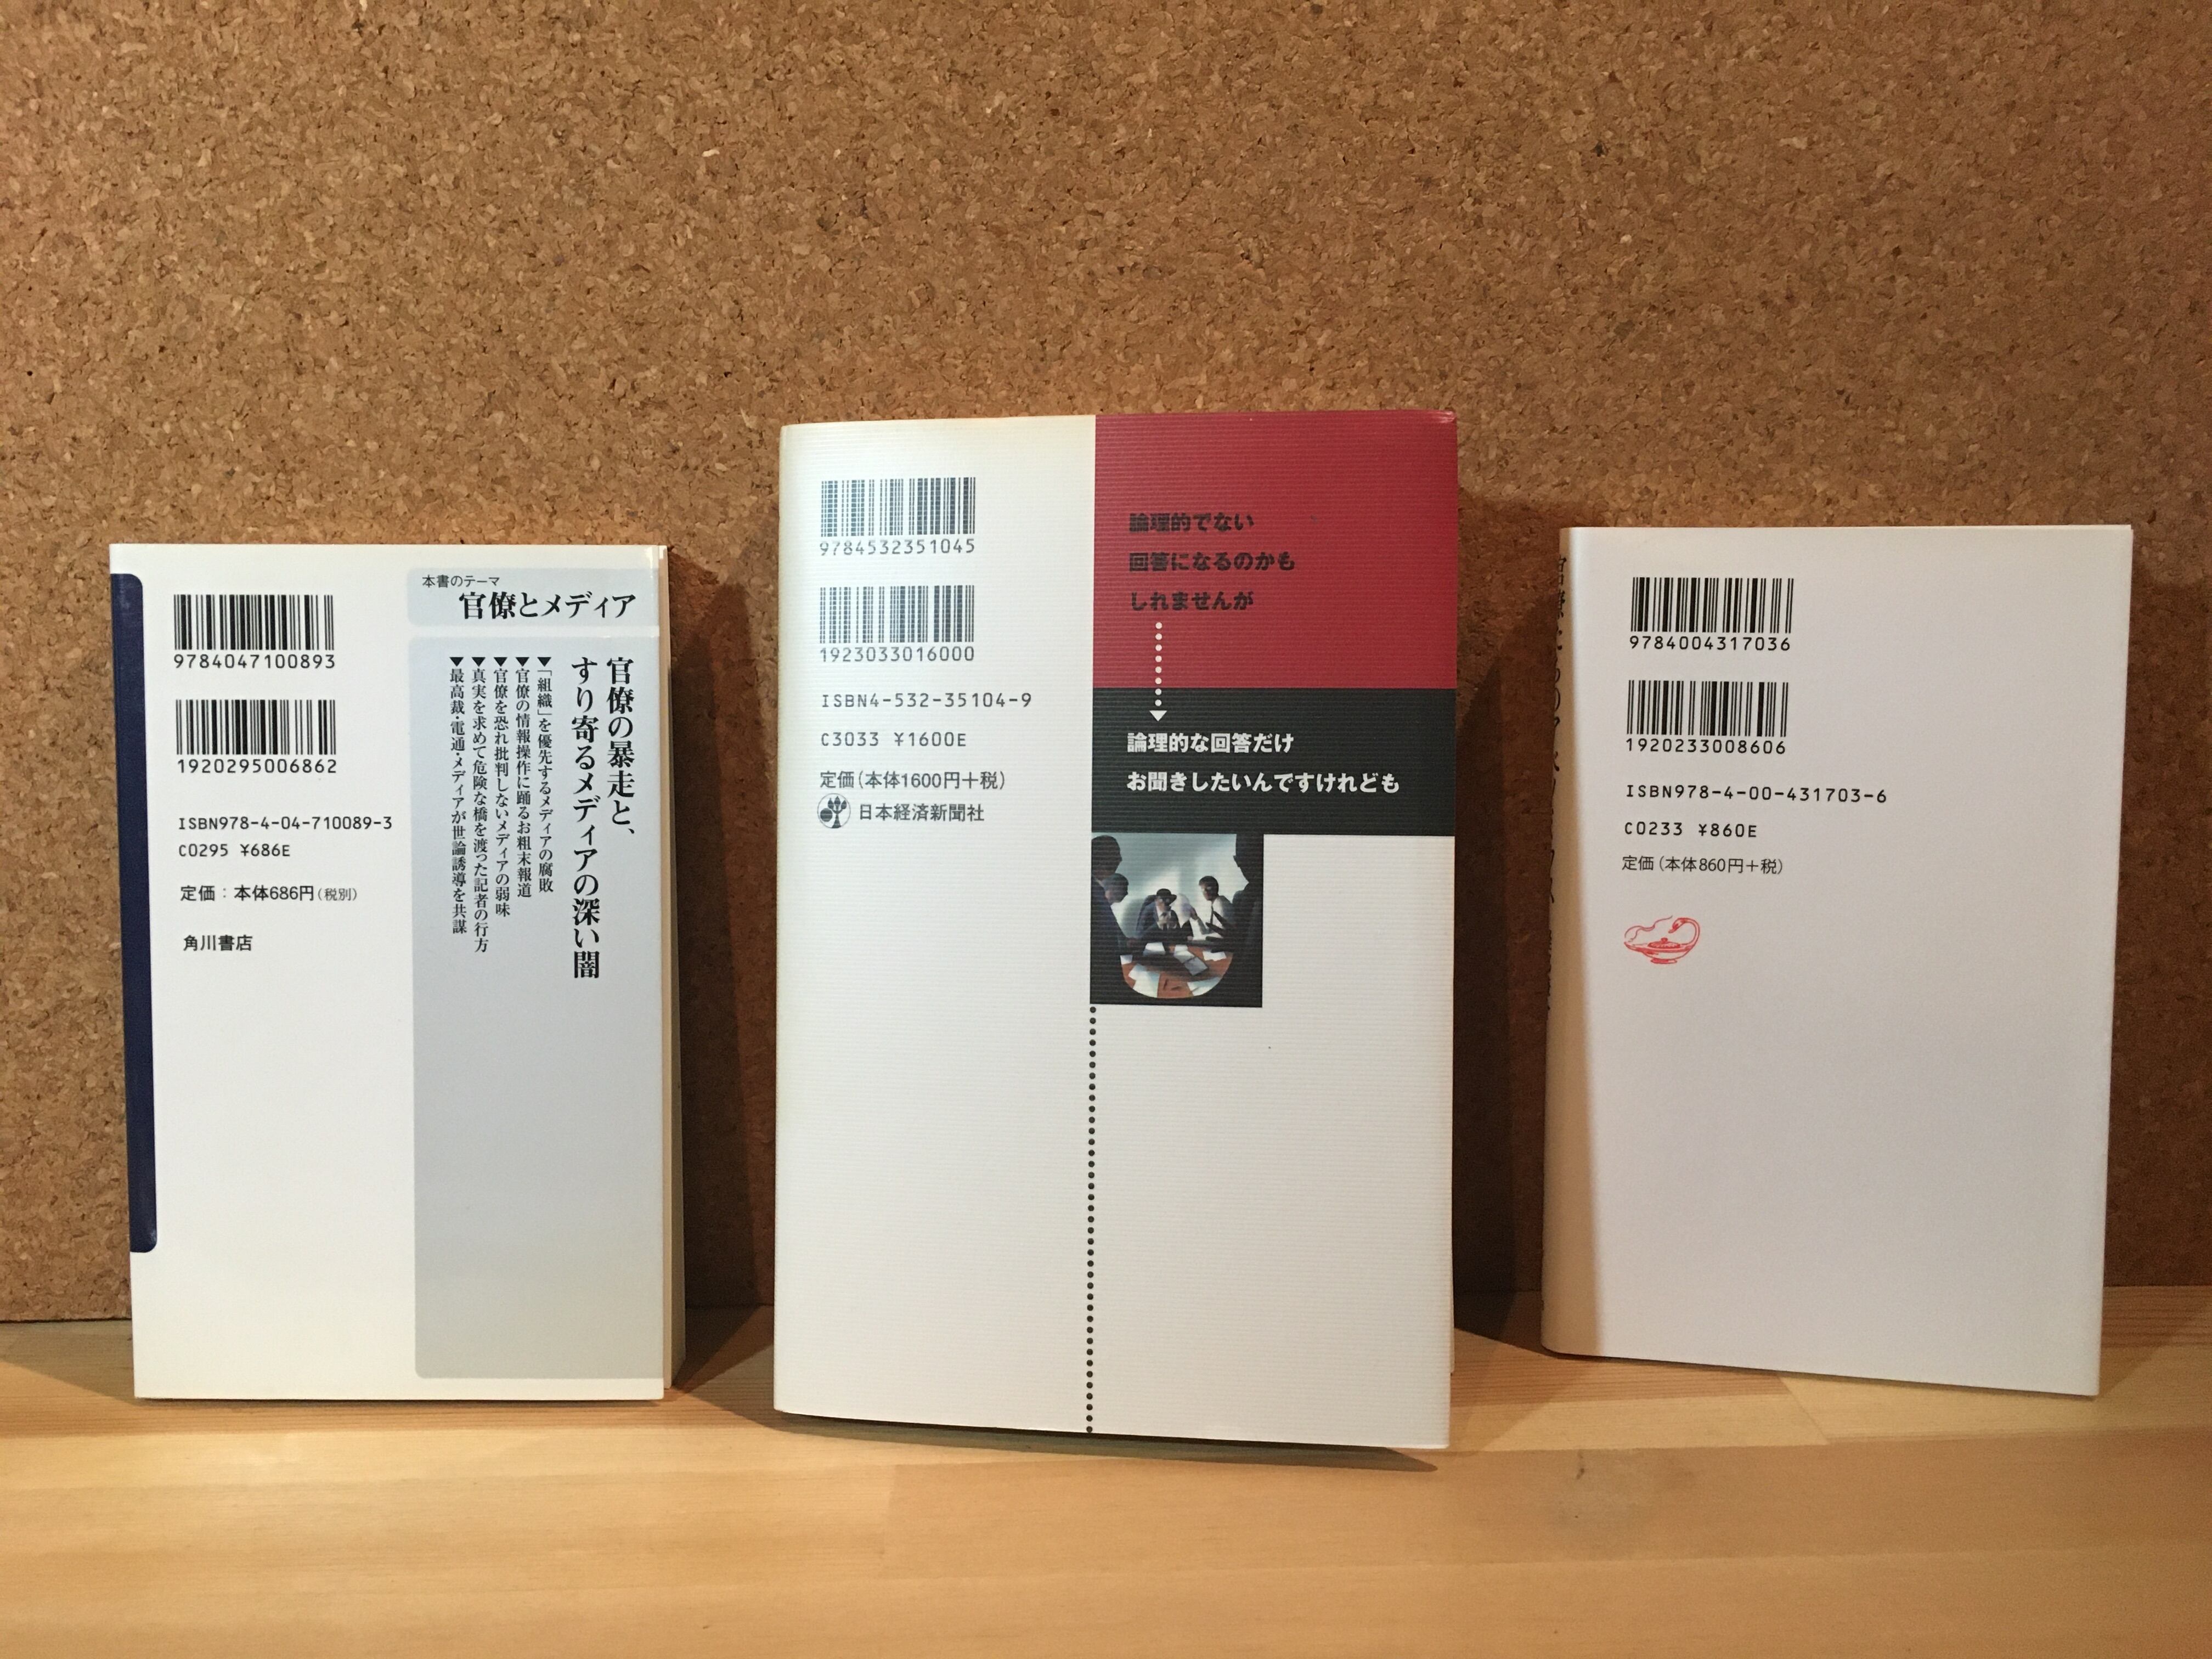 9784047100893
1920295006862
ISBN978-4-04-710089-3
C0295 ¥686E
定価：本体686円（税別）
角川書店
本書のテーマ
官僚とメディア
官僚の暴走と、
すり寄るメディアの深い闇
▼「組織」を優先するメディアの腐敗
▼官僚の情報操作に踊るお粗末報道
▼官僚を恐れ批判しないメディアの弱味
▼真実を求めて危険な橋を渡った記者の行方
▼最高裁・電通・メディアが世論誘導を共謀
9784532351045
1923033016000
ISBN4-532-35104-9
C3033 ¥1600E
定価（本体1600円＋税）
日本経済新聞社
論理的でない
回答になるのかも
しれませんが
論理的な回答だけ
お聞きしたいんですけれども
9784004317036
1920233008606
ISBN978-4-00-431703-6
C0233 ¥860E
定価（本体860円＋税）